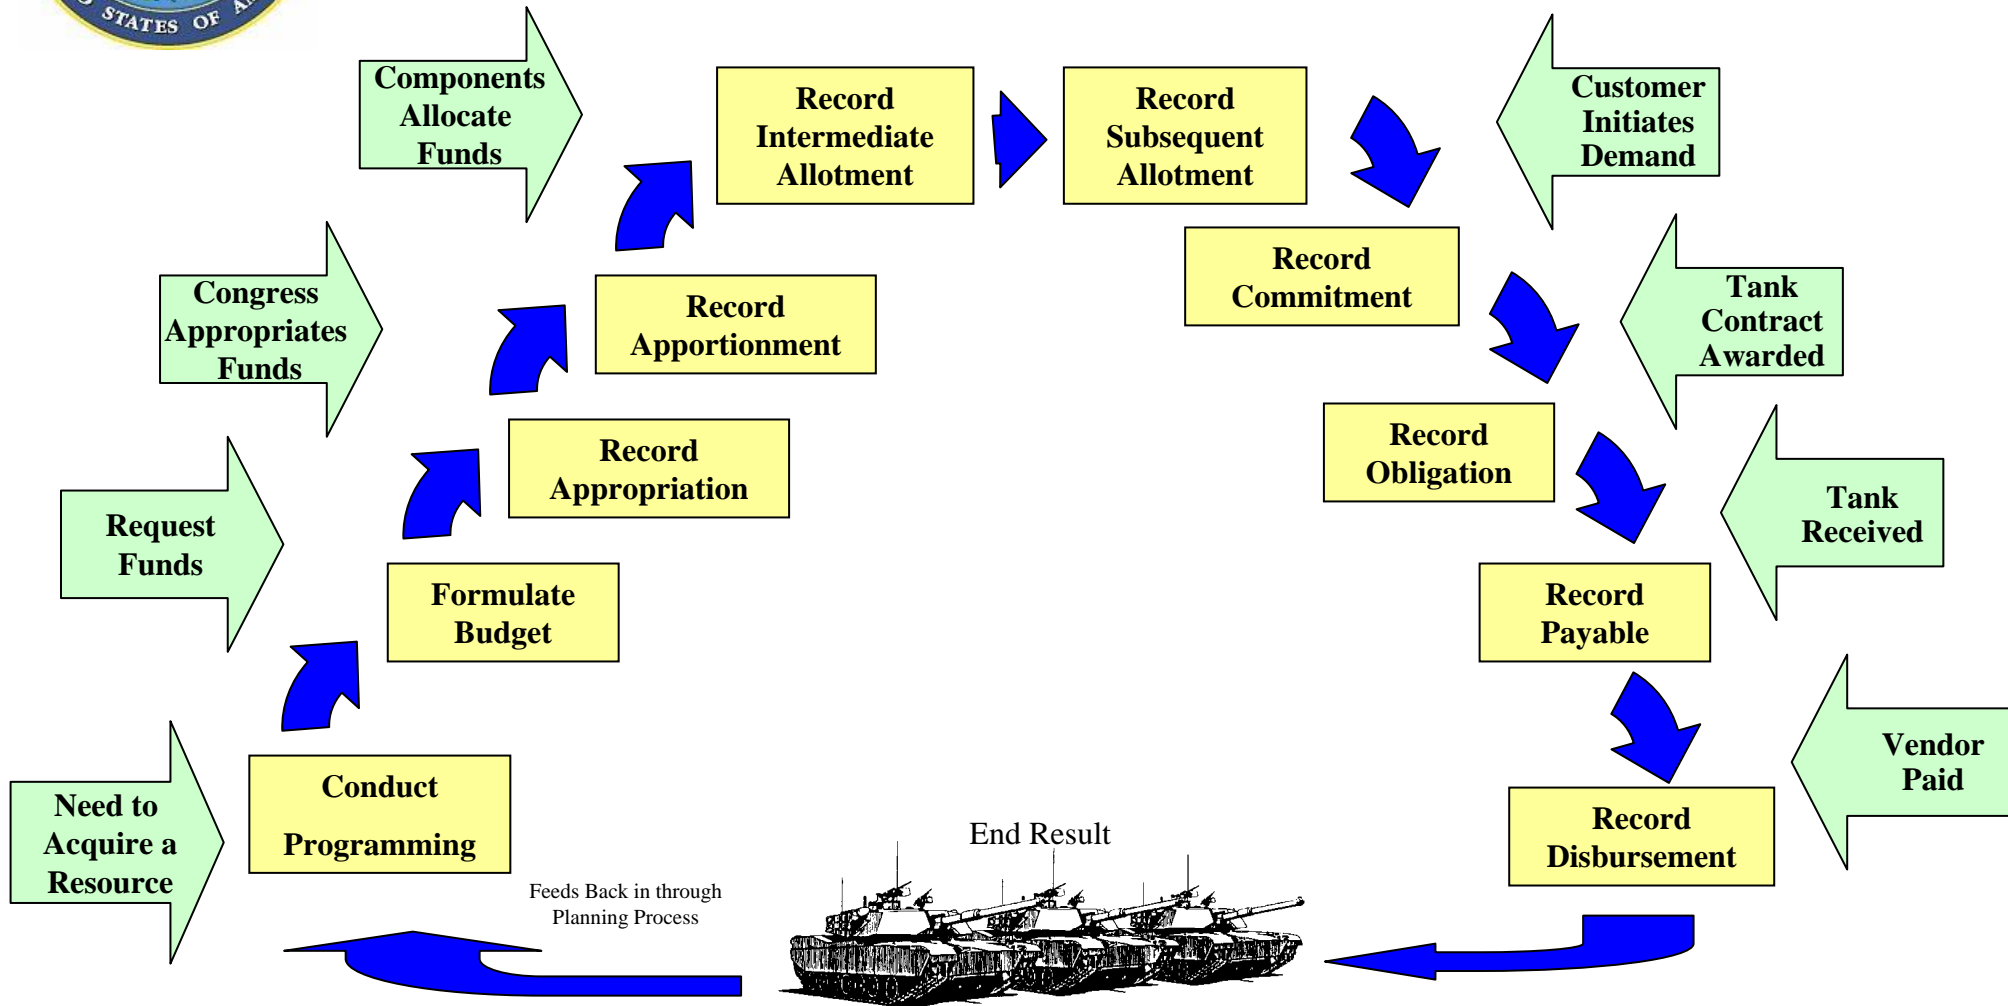 STATES OF
Components
Allocate
Funds
Record
Intermediate
Allotment
Record
Subsequent
Allotment
Customer
Initiates
Demand
Congress
Appropriates
Funds
Record
Apportionment
Record
Commitment
Tank
Contract
Awarded
Request
Funds
Record
Appropriation
Record
Obligation
Tank
Received
Formulate
Budget
Record
Payable
Need to
Acquire a
Resource
Conduct
Programming
Feeds Back in through
Planning Process
End Result
Record
Disbursement
Vendor
Paid